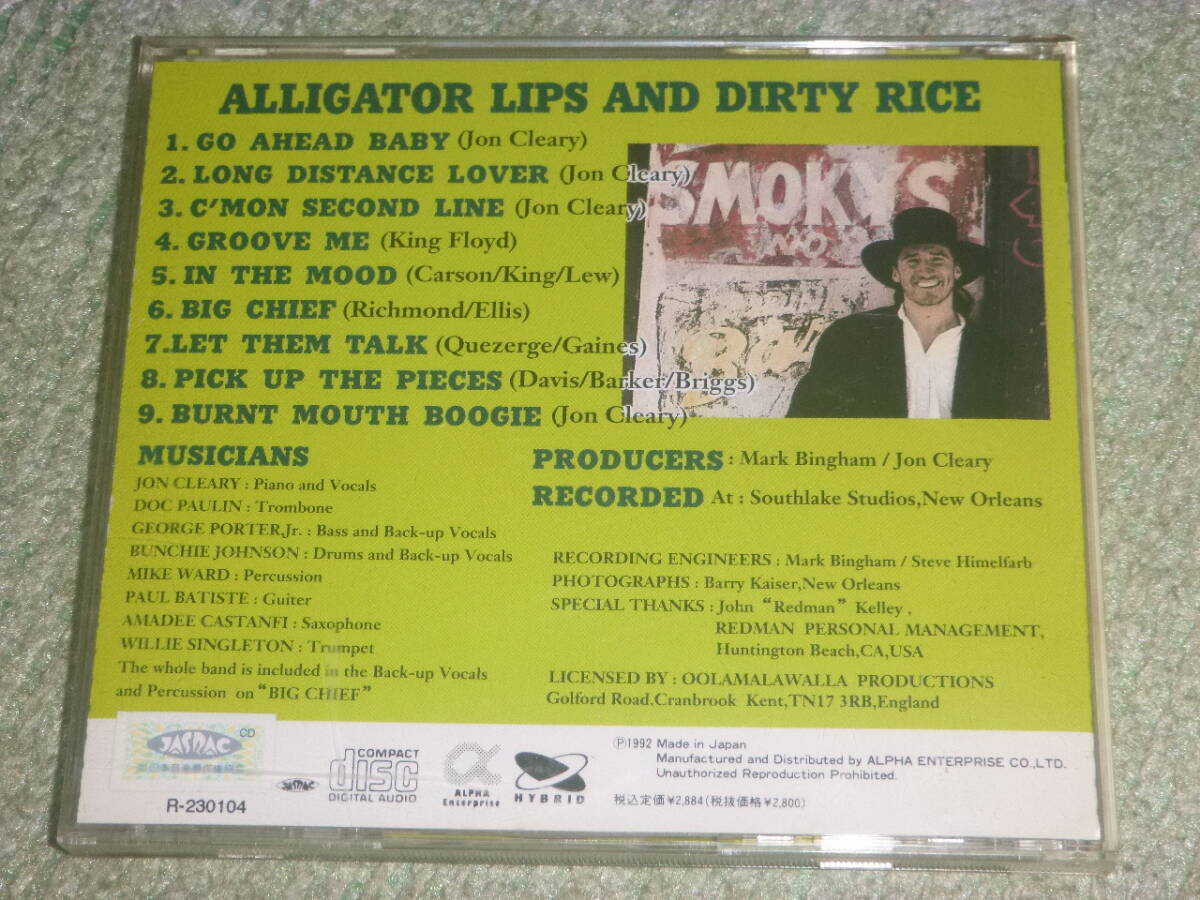 ALLIGATOR LIPS AND DIRTY RICE
1. GO AHEAD BABY (Jon Cleary)
2. LONG DISTANCE LOVER (Jon Cleary)
3. C'MON SECOND LINE (Jon Cleary)
4. GROOVE ME (King Floyd)
5. IN THE MOOD (Carson/King/Lew)
6. BIG CHIEF (Richmond/Ellis)
7.LET THEM TALK (Quezerge/Gaines)
8. PICK UP THE PIECES (Davis/Barker/Briggs)
9. BURNT MOUTH BOOGIE (Jon Cleary)
SMOKYS
MUSICIANS
JON CLEARY : Piano and Vocals
DOC PAULIN : Trombone
GEORGE PORTER,Jr. : Bass and Back-up Vocals
BUNCHIE JOHNSON : Drums and Back-up Vocals
MIKE WARD : Percussion
PAUL BATISTE : Guiter
AMADEE CASTANFI : Saxophone
WILLIE SINGLETON : Trumpet
The whole band is included in the Back-up Vocals
and Percussion on "BIG CHIEF"
PRODUCERS : Mark Bingham / Jon Cleary
RECORDED At : Southlake Studios,New Orleans
RECORDING ENGINEERS : Mark Bingham / Steve Himelfarb
PHOTOGRAPHS : Barry Kaiser,New Orleans
SPECIAL THANKS : John "Redman" Kelley ,
REDMAN PERSONAL MANAGEMENT,
Huntington Beach,CA,USA
LICENSED BY : OOLAMALAWALLA PRODUCTIONS
Golford Road,Cranbrook Kent,TN17 3RB,England
CD
JASRAC
R-230104
JASRAC
COMPACT
disc
DIGITAL AUDIO
ALPHA
Enterprise
HYBRID
Ⓟ1992 Made in Japan
Manufactured and Distributed by ALPHA ENTERPRISE CO.,LTD.
Unauthorized Reproduction Prohibited.
税込定価¥2,884(税抜価格¥2,800)